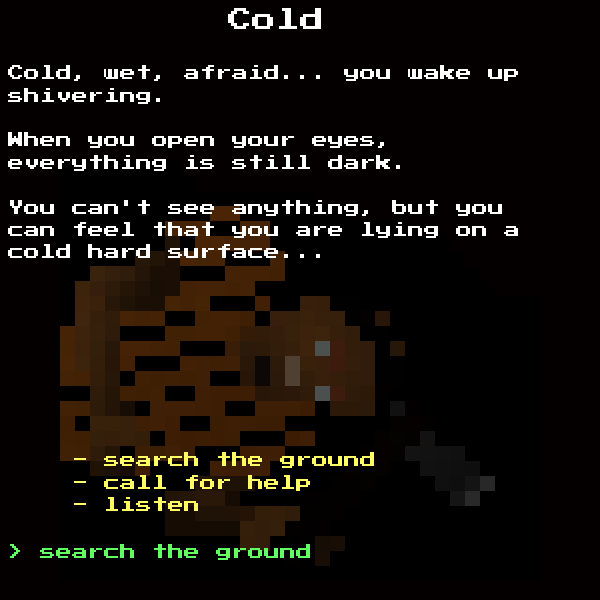 Cold
Cold, wet, afraid... you wake up
shivering.
When you open your eyes,
everything is still dark.
You can't see anything, but you
can feel that you are lying on a
cold hard surface...
- search the ground
- call for help
- listen
> search the ground